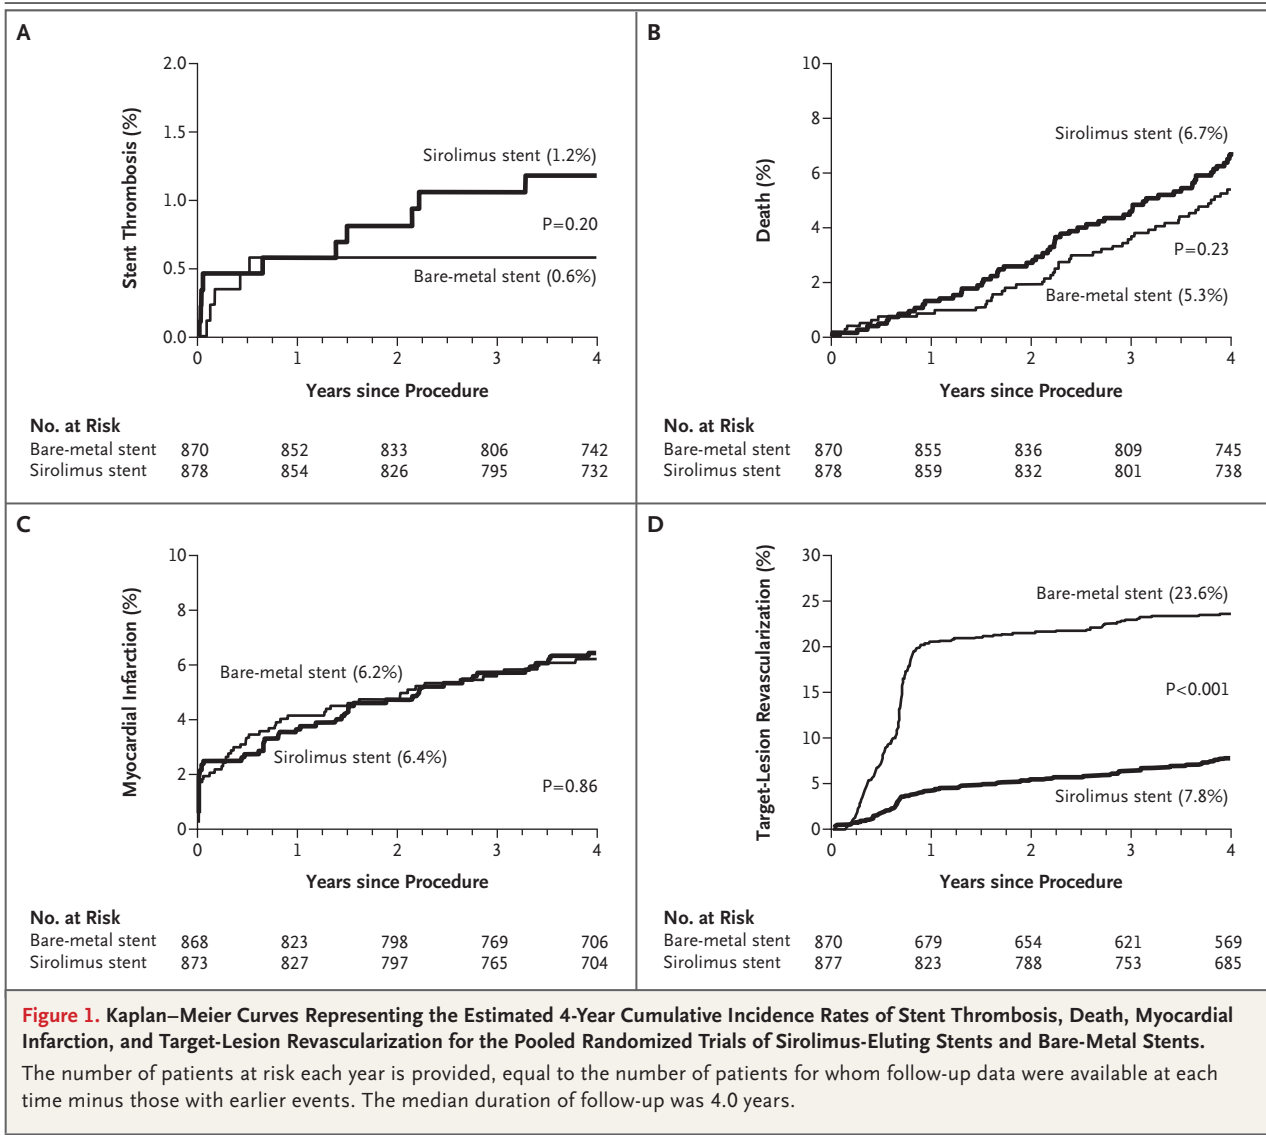 A
Stent Thrombosis (%)
2.0
1.5
1.0
0.5
0.0
Sirolimus stent (1.2%)
P=0.20
Bare-metal stent (0.6%)
0 1 2 3 4
Years since Procedure
No. at Risk
Bare-metal stent 870 852 833 806 742
Sirolimus stent 878 854 826 795 732
B
Death (%)
10
8
6
4
2
0
Sirolimus stent (6.7%)
P=0.23
Bare-metal stent (5.3%)
0 1 2 3 4
Years since Procedure
No. at Risk
Bare-metal stent 870 855 836 809 745
Sirolimus stent 878 859 832 801 738
C
Myocardial Infarction (%)
10
8
6
4
2
0
Bare-metal stent (6.2%)
Sirolimus stent (6.4%)
P=0.86
0 1 2 3 4
Years since Procedure
No. at Risk
Bare-metal stent 868 823 798 769 706
Sirolimus stent 873 827 797 765 704
D
Target-Lesion Revascularization (%)
30
25
20
15
10
5
0
Bare-metal stent (23.6%)
P<0.001
Sirolimus stent (7.8%)
0 1 2 3 4
Years since Procedure
No. at Risk
Bare-metal stent 870 679 654 621 569
Sirolimus stent 877 823 788 753 685
Figure 1. Kaplan–Meier Curves Representing the Estimated 4-Year Cumulative Incidence Rates of Stent Thrombosis, Death, Myocardial
Infarction, and Target-Lesion Revascularization for the Pooled Randomized Trials of Sirolimus-Eluting Stents and Bare-Metal Stents.
The number of patients at risk each year is provided, equal to the number of patients for whom follow-up data were available at each
time minus those with earlier events. The median duration of follow-up was 4.0 years.